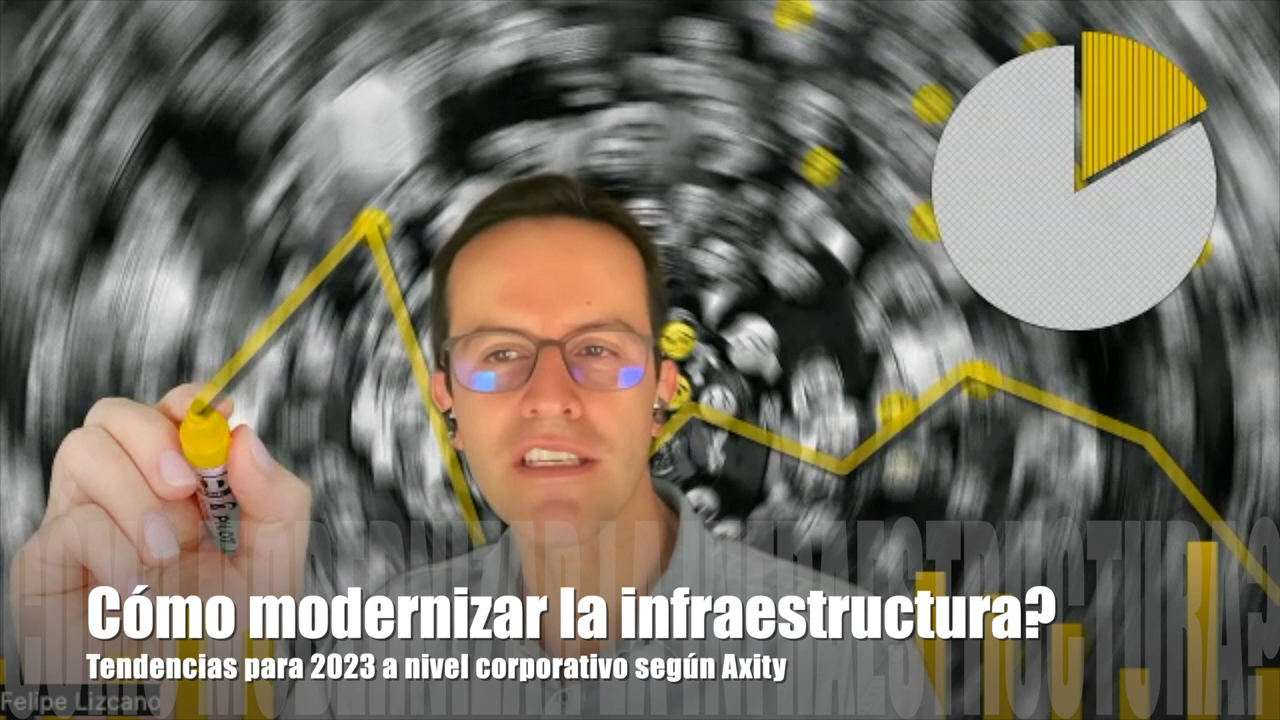 Cómo modernizar la infraestructura?
Tendencias para 2023 a nivel corporativo según Axity
Felipe Lizcano